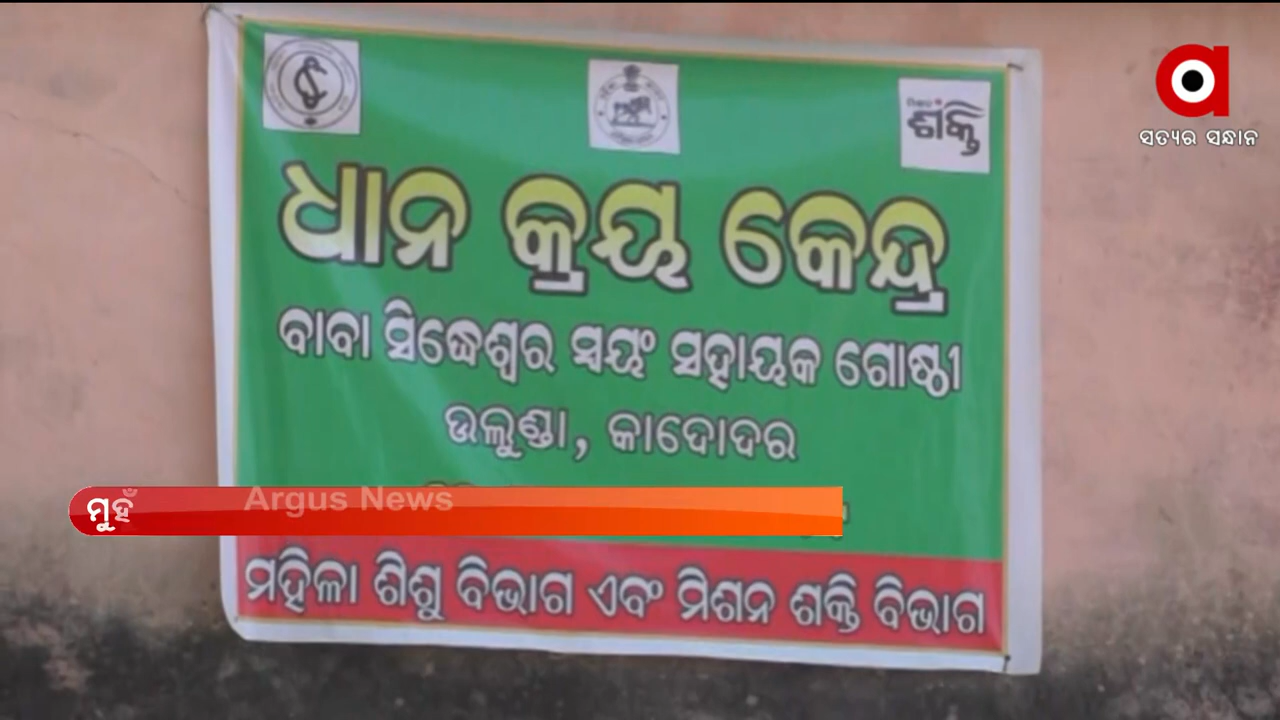 ସତ୍ୟର ସନ୍ଧାନ
ଶକ୍ତି
ଧାନ କ୍ରୟ କେନ୍ଦ୍ର
ବାବା ସିଦ୍ଧେଶ୍ୱର ସ୍ୱୟଂ ସହାୟକ ଗୋଷ୍ଠୀ
ଉଲୁଣ୍ଡା, କାଦୋଦର
ମୁହଁ
Argus News
ମହିଳା ଶିଶୁ ବିଭାଗ ଏବଂ ମିଶନ ଶକ୍ତି ବିଭାଗ